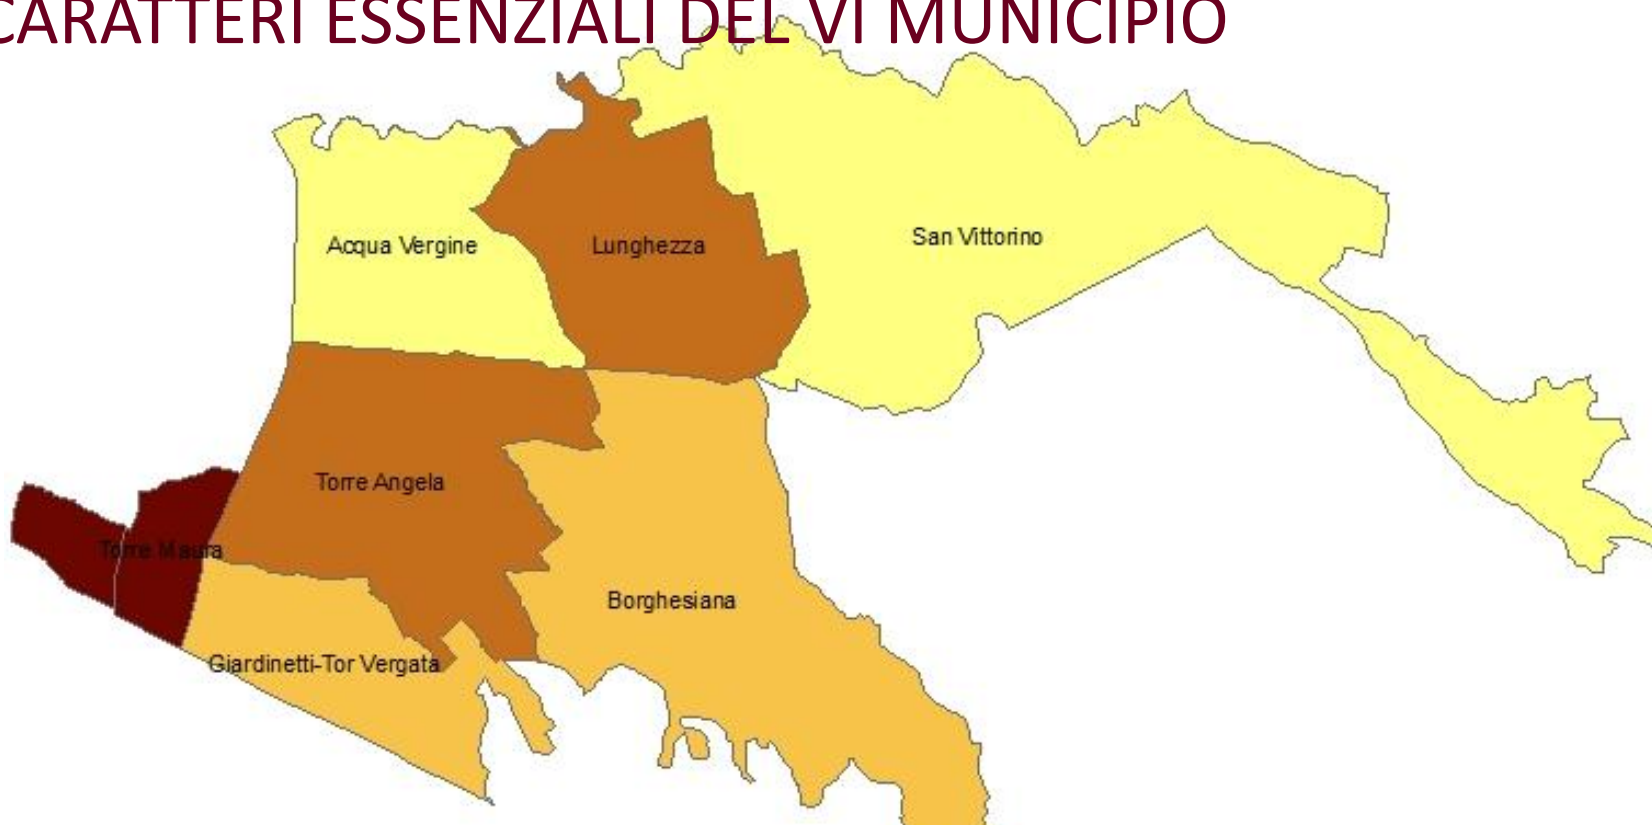 CARATTERI ESSENZIALI DEL VI MUNICIPIO
San Vittorino
Acqua Vergine
Lunghezza
Torre Angela
Torre Maura
Borghesiana
Giardinetti-Tor Vergata